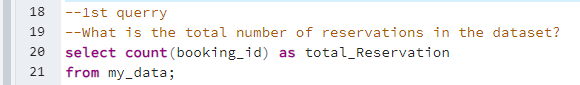 18 --1st querry
19 --What is the total number of reservations in the dataset?
20 select count(booking_id) as total_Reservation
21 from my_data;